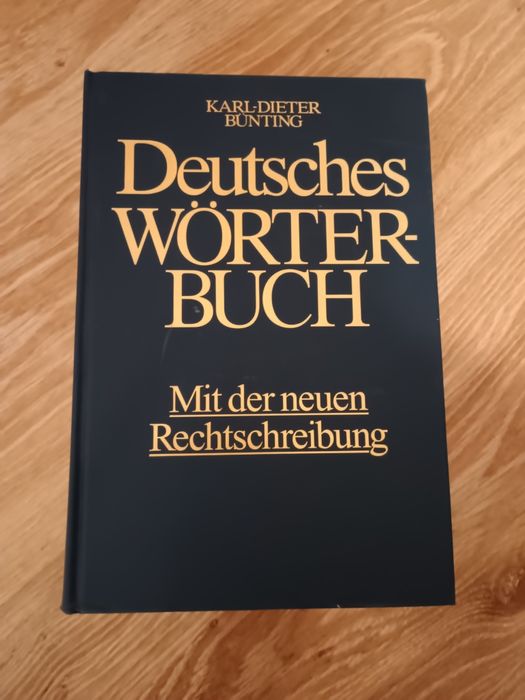 KARL-DIETER
BÜNTING
Deutsches
WÖRTER-
BUCH
Mit der neuen
Rechtschreibung